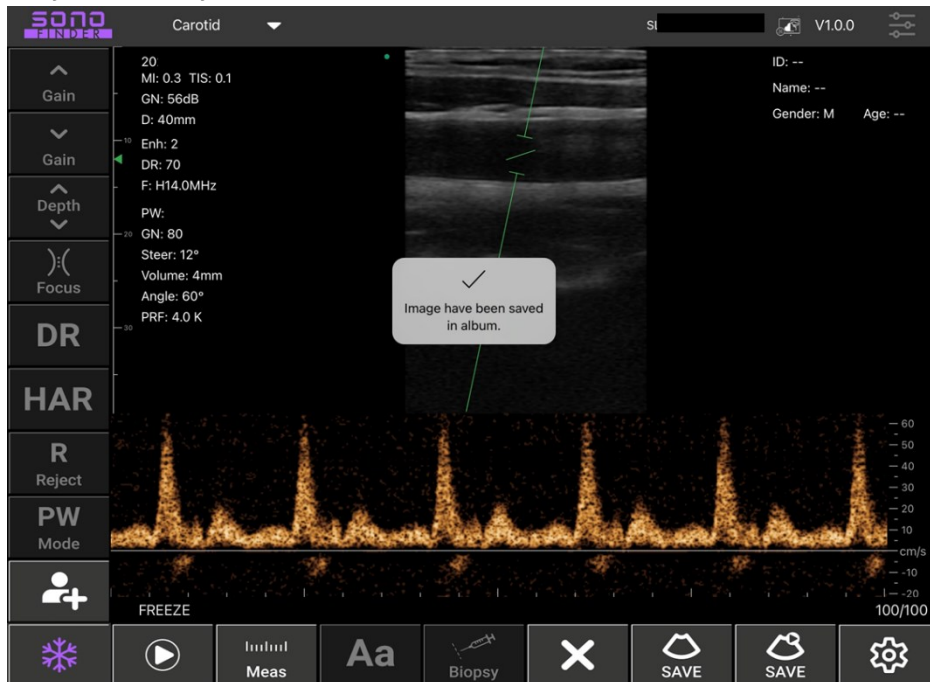 SONO
FINDER
Carotid
V1.0.0
Gain
Gain
Depth
Focus
DR
HAR
R
Reject
PW
Mode
20
MI: 0.3 TIS: 0.1
GN: 56dB
D: 40mm
Enh: 2
DR: 70
F: H14.0MHz
PW:
GN: 80
Steer: 12°
Volume: 4mm
Angle: 60°
PRF: 4.0 K
10
20
30
ID: --
Name: --
Gender: M Age: --
Image have been saved
in album.
60
50
40
30
20
10
cm/s
-10
-20
FREEZE
100/100
Meas
Aa
Biopsy
SAVE
SAVE